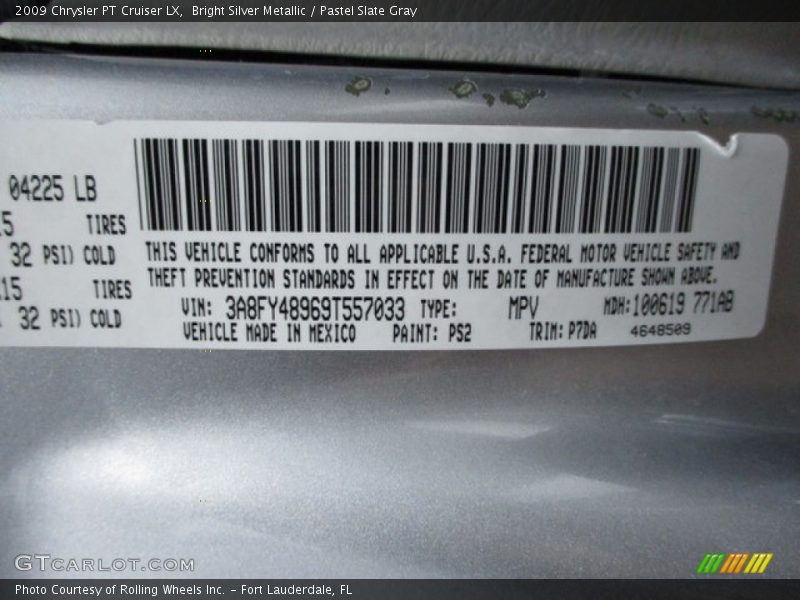 2009 Chrysler PT Cruiser LX, Bright Silver Metallic / Pastel Slate Gray
04225 LB
15 TIRES
32 PSI) COLD
15 TIRES
32 PSI) COLD
THIS VEHICLE CONFORMS TO ALL APPLICABLE U.S.A. FEDERAL MOTOR VEHICLE SAFETY AND
THEFT PREVENTION STANDARDS IN EFFECT ON THE DATE OF MANUFACTURE SHOWN ABOVE.
VIN: 3A8FY48969T557033 TYPE: MPV MDH: 100619 771AB
VEHICLE MADE IN MEXICO PAINT: PS2 TRIM: P7DA 4648509
GTCARLOT.COM
Photo Courtesy of Rolling Wheels Inc. – Fort Lauderdale, FL